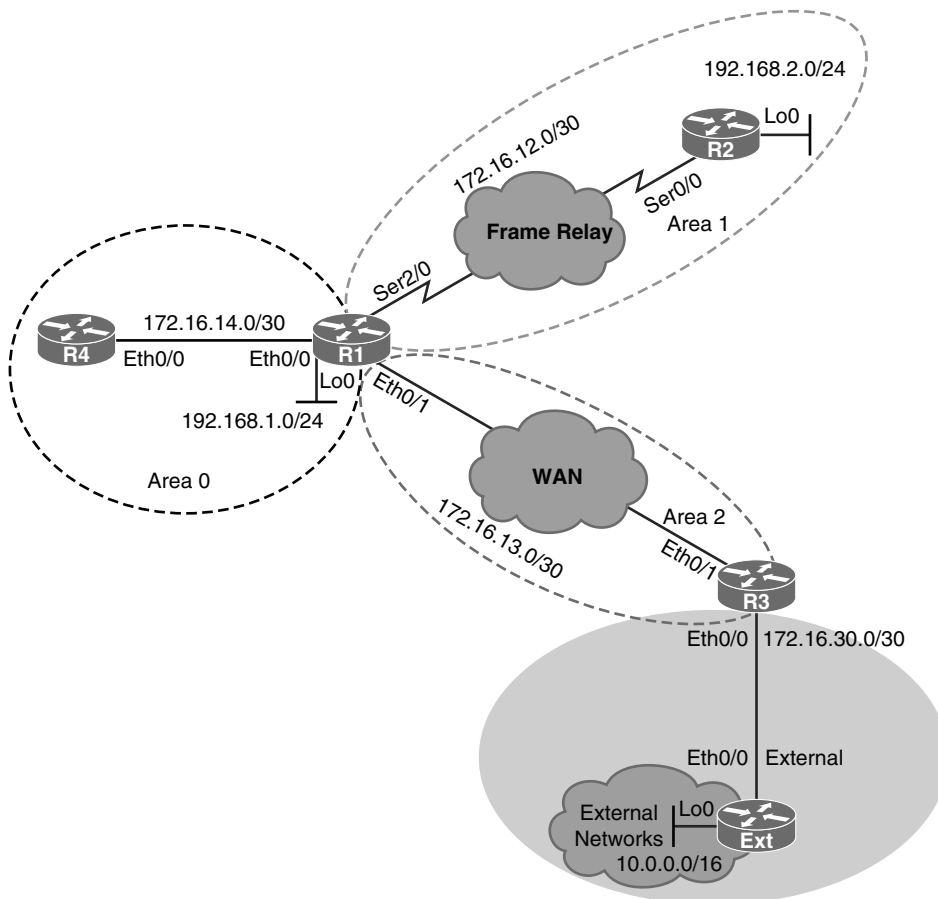 192.168.2.0/24
Lo0
R2
172.16.12.0/30
Ser0/0
Area 1
Frame Relay
Ser2/0
172.16.14.0/30
R4
Eth0/0
Eth0/0
R1
Lo0
192.168.1.0/24
Eth0/1
Area 0
WAN
172.16.13.0/30
Area 2
Eth0/1
R3
Eth0/0
172.16.30.0/30
Eth0/0
External
External
Networks
Lo0
10.0.0.0/16
Ext